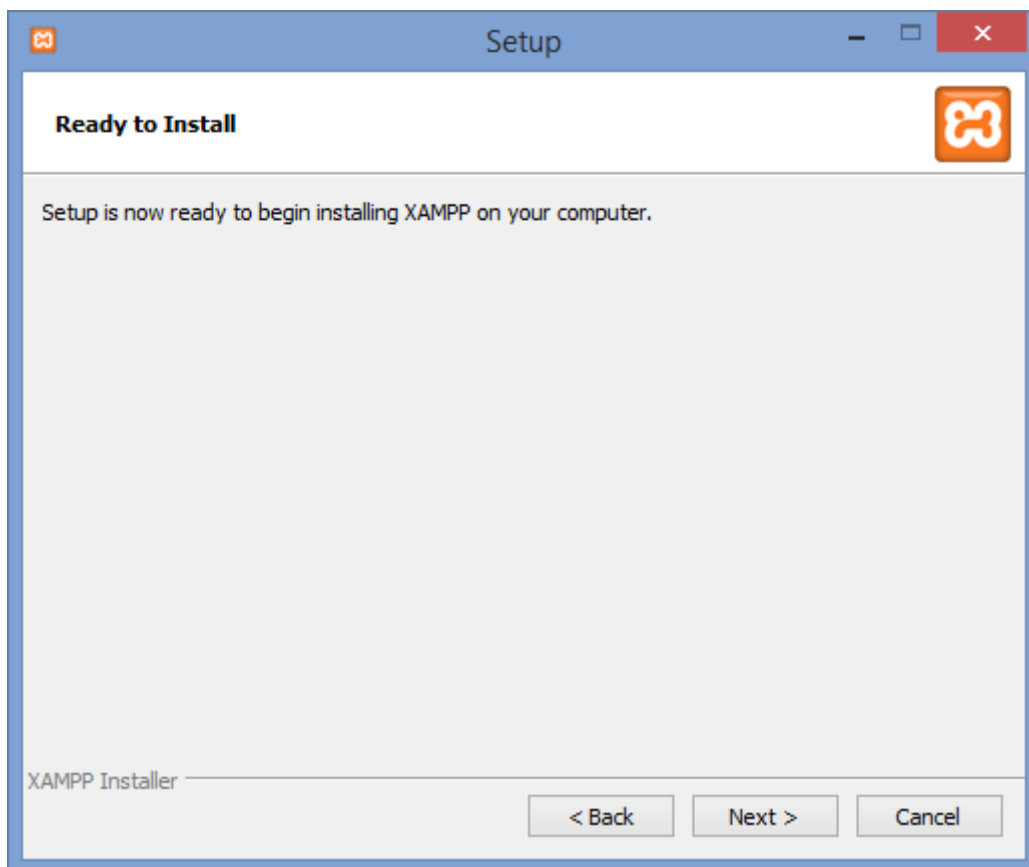 Setup
Ready to Install
Setup is now ready to begin installing XAMPP on your computer.
XAMPP Installer
< Back Next > Cancel